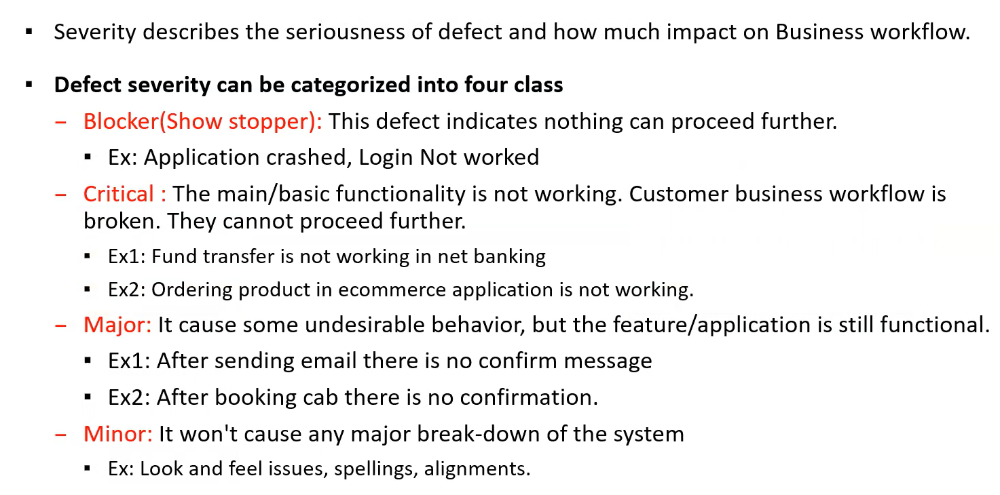 ▪ Severity describes the seriousness of defect and how much impact on Business workflow.
▪ Defect severity can be categorized into four class
– Blocker(Show stopper): This defect indicates nothing can proceed further.
▪ Ex: Application crashed, Login Not worked
– Critical : The main/basic functionality is not working. Customer business workflow is
broken. They cannot proceed further.
▪ Ex1: Fund transfer is not working in net banking
▪ Ex2: Ordering product in ecommerce application is not working.
– Major: It cause some undesirable behavior, but the feature/application is still functional.
▪ Ex1: After sending email there is no confirm message
▪ Ex2: After booking cab there is no confirmation.
– Minor: It won't cause any major break-down of the system
▪ Ex: Look and feel issues, spellings, alignments.